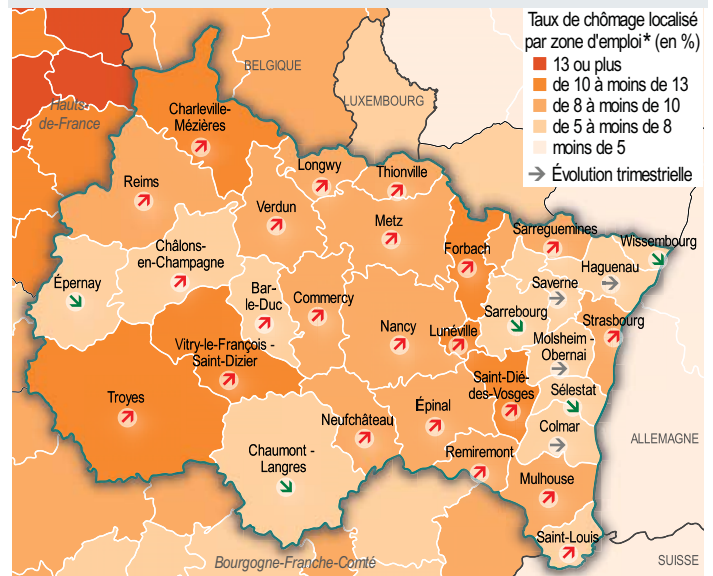 Taux de chômage localisé
par zone d'emploi* (en %)
13 ou plus
de 10 à moins de 13
de 8 à moins de 10
de 5 à moins de 8
moins de 5
Évolution trimestrielle
BELGIQUE
LUXEMBOURG
Hauts-
de-France
Charleville-
Mézières
Longwy
Thionville
Reims
Verdun
Metz
Forbach
Sarreguemines
Wissembourg
Haguenau
Châlons-
en-Champagne
Épernay
Bar-
le-Duc
Commercy
Saverne
Sarrebourg
Strasbourg
Nancy
Lunéville
Molsheim -
Obernai
Vitry-le-François -
Saint-Dizier
Saint-Dié-
des-Vosges
Sélestat
Troyes
Neufchâteau
Épinal
Colmar
ALLEMAGNE
Chaumont -
Langres
Remiremont
Mulhouse
Saint-Louis
Bourgogne-Franche-Comté
SUISSE